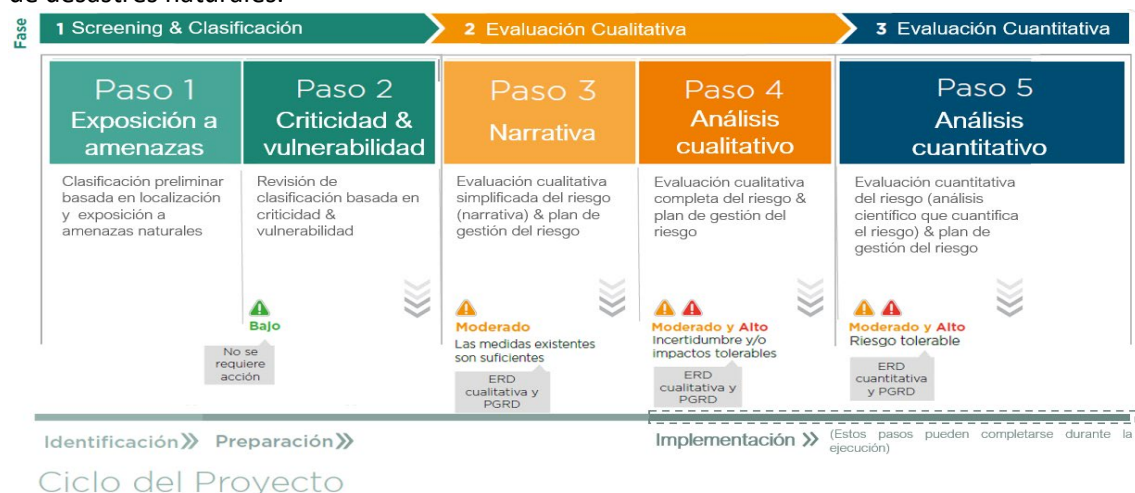 de desastres naturales.
Fase
1 Screening & Clasificación
2 Evaluación Cualitativa
3 Evaluación Cuantitativa
Paso 1
Exposición a
amenazas
Paso 2
Criticidad &
vulnerabilidad
Paso 3
Narrativa
Paso 4
Análisis
cualitativo
Paso 5
Análisis
cuantitativo
Clasificación preliminar
basada en localización
y exposición a
amenazas naturales
Revisión de
clasificación basada en
criticidad &
vulnerabilidad
Evaluación cualitativa
simplificada del riesgo
(narrativa) & plan de
gestión del riesgo
Evaluación cualitativa
completa del riesgo &
plan de gestión del
riesgo
Evaluación cuantitativa
del riesgo (análisis
científico que cuantifica
el riesgo) & plan de
gestión del riesgo
Bajo
No se
requiere
acción
Moderado
Las medidas existentes
son suficientes
ERD
cualitativa y
PGRD
Moderado y Alto
Incertidumbre y/o
impactos tolerables
ERD
cualitativa y
PGRD
Moderado y Alto
Riesgo tolerable
ERD
cuantitativa
y PGRD
Identificación
Preparación
Implementación
(Estos pasos pueden completarse durante la
ejecución)
Ciclo del Proyecto